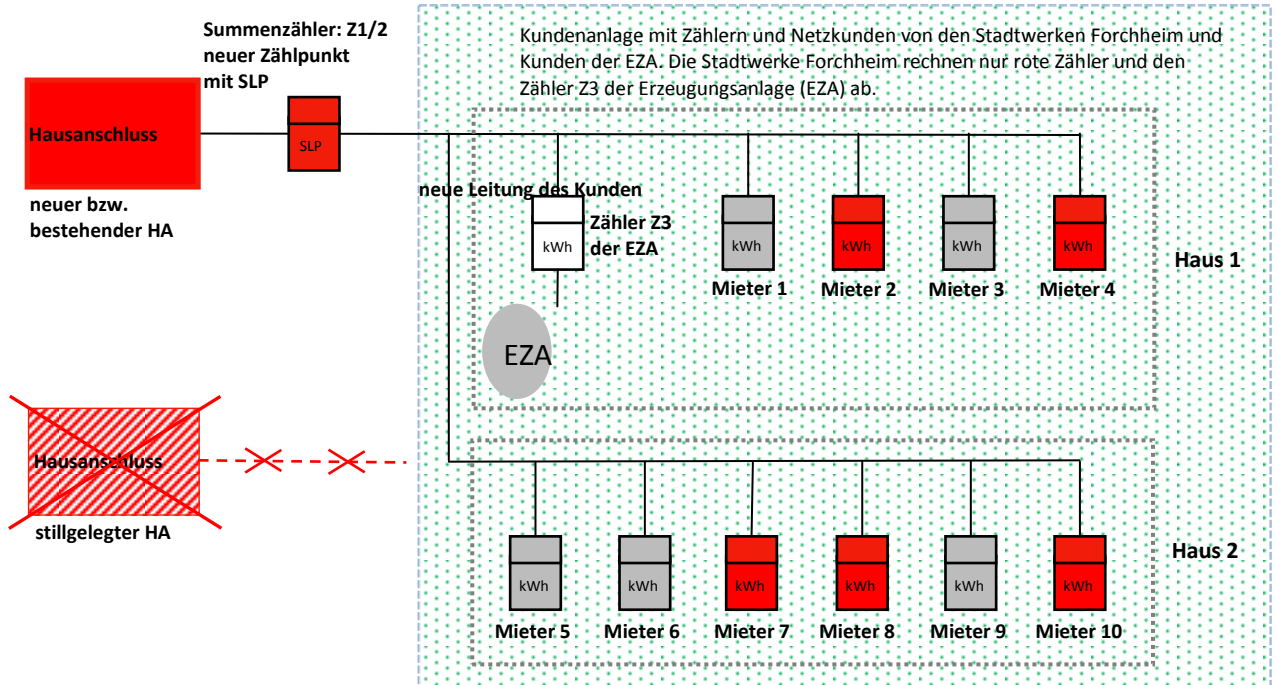 Summenzähler: Z1/2
neuer Zählpunkt
mit SLP
Kundenanlage mit Zählern und Netzkunden von den Stadtwerken Forchheim und
Kunden der EZA. Die Stadtwerke Forchheim rechnen nur rote Zähler und den
Zähler Z3 der Erzeugungsanlage (EZA) ab.
Hausanschluss
SLP
neuer bzw.
bestehender HA
neue Leitung des Kunden
Zähler Z3
der EZA
kWh
kWh
kWh
kWh
kWh
Mieter 1
Mieter 2
Mieter 3
Mieter 4
Haus 1
EZA
Hausanschluss
stillgelegter HA
Haus 2
kWh
kWh
kWh
kWh
kWh
kWh
Mieter 5
Mieter 6
Mieter 7
Mieter 8
Mieter 9
Mieter 10